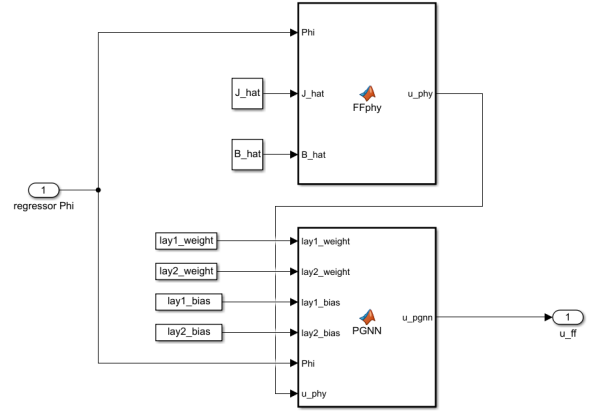 Phi
J_hat
J_hat
FFphy
u_phy
B_hat
B_hat
1
regressor Phi
lay1_weight
lay1_weight
lay2_weight
lay2_weight
lay1_bias
lay1_bias
lay2_bias
lay2_bias
PGNN
u_pgnn
1
u_ff
Phi
u_phy